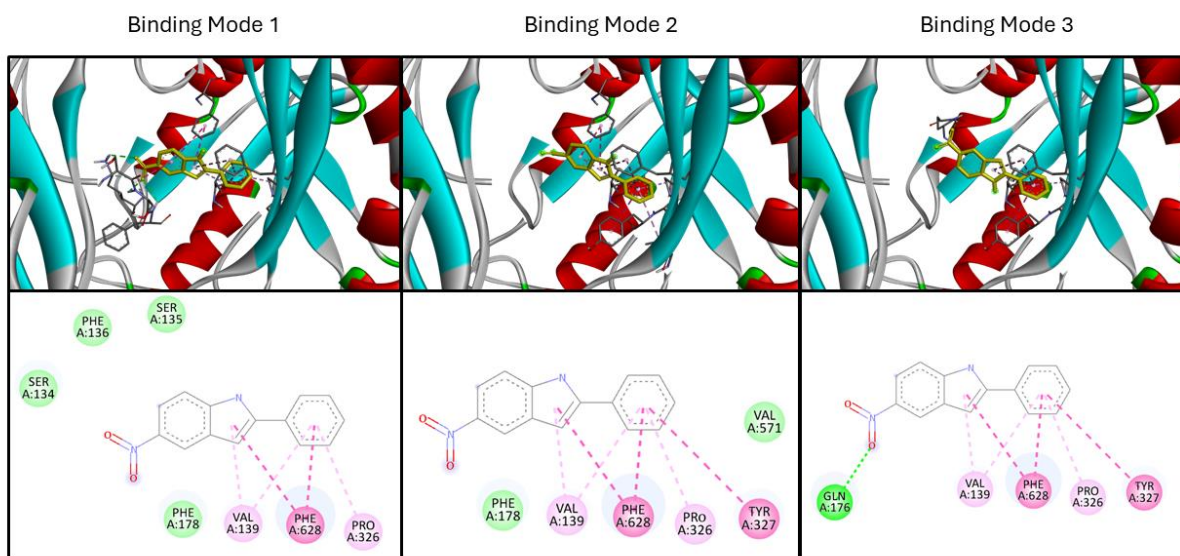 Binding Mode 1
Binding Mode 2
Binding Mode 3
SER
A:135
PHE
A:136
SER
A:134
N
N
O
O
PHE
A:178
VAL
A:139
PHE
A:628
PRO
A:326
N
N
O
O
VAL
A:571
PHE
A:178
VAL
A:139
PHE
A:628
PRO
A:326
TYR
A:327
N
N
O
O
GLN
A:176
VAL
A:139
PHE
A:628
PRO
A:326
TYR
A:327